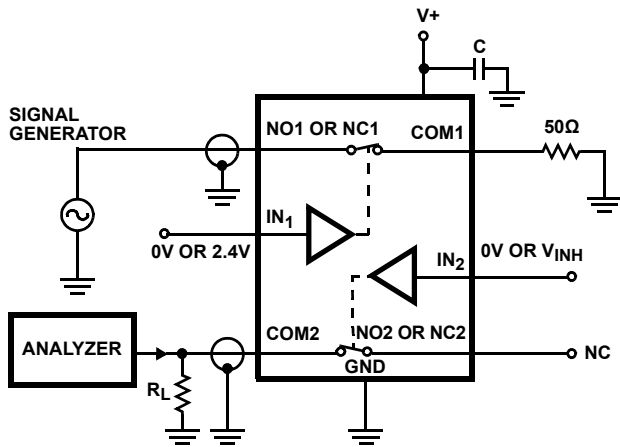 V+
C
SIGNAL
GENERATOR
NO1 OR NC1
COM1
50Ω
IN1
0V OR 2.4V
IN2
0V OR VINH
COM2
NO2 OR NC2
NC
ANALYZER
GND
RL